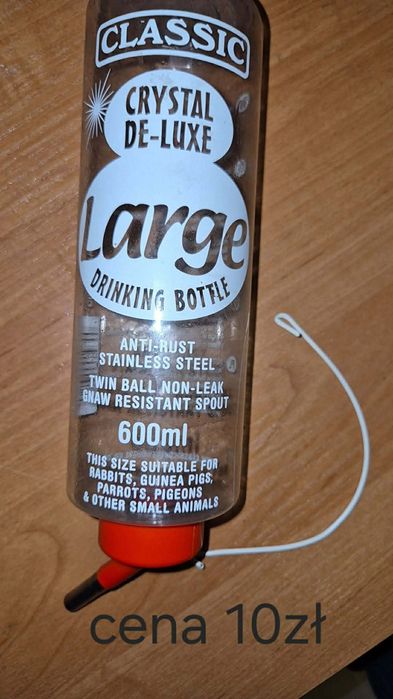 CLASSIC
CRYSTAL
DE-LUXE
Large
DRINKING BOTTLE
ANTI-RUST
STAINLESS STEEL
TWIN BALL NON-LEAK
GNAW RESISTANT SPOUT
600ml
THIS SIZE SUITABLE FOR
RABBITS, GUINEA PIGS,
PARROTS, PIGEONS
& OTHER SMALL ANIMALS
cena 10zł